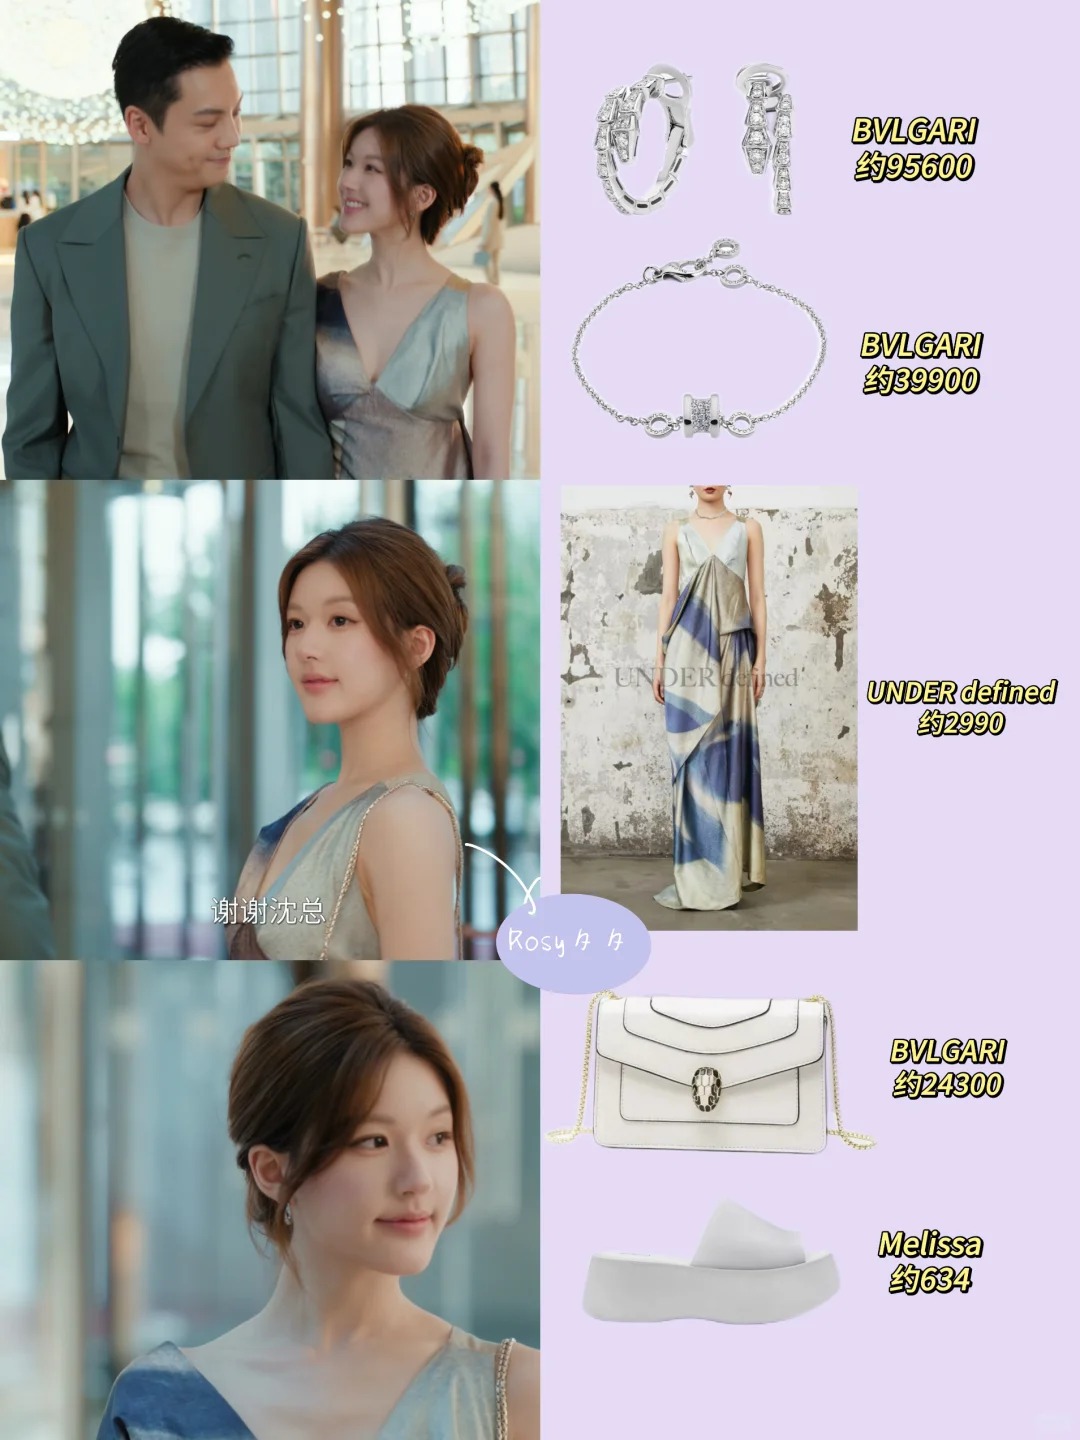 BVLGARI
约95600
BVLGARI
约39900
UNDER defined
UNDER defined
约2990
谢谢沈总
Rosy夕夕
BVLGARI
约24300
Melissa
约634